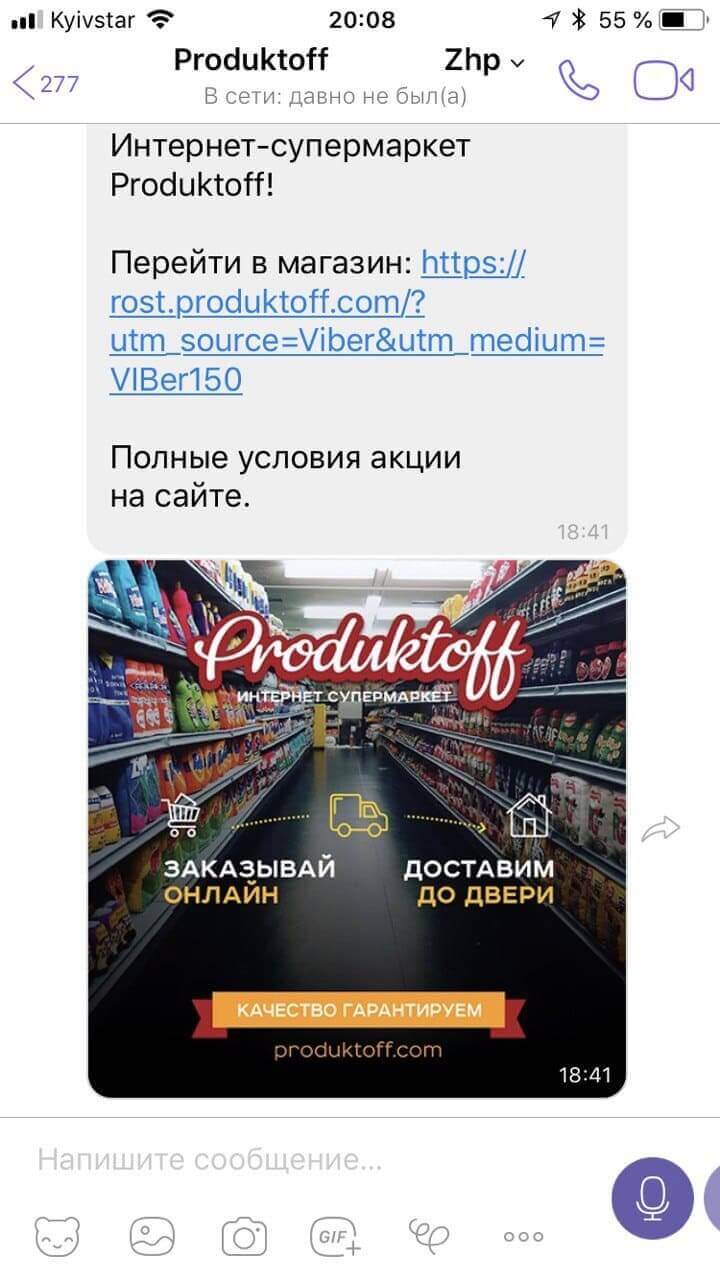 Kyivstar 20:08 55 %
277 Produktoff Zhp
В сети: давно не был(а)
Интернет-супермаркет
Produktoff!
Перейти в магазин: https://
rost.produktoff.com/?
utm_source=Viber&utm_medium=
VIBer150
Полные условия акции
на сайте.
18:41
Produktoff
ИНТЕРНЕТ СУПЕРМАРКЕТ
ЗАКАЗЫВАЙ ДОСТАВИМ
ОНЛАЙН ДО ДВЕРИ
КАЧЕСТВО ГАРАНТИРУЕМ
produktoff.com
18:41
Напишите сообщение...
GIF